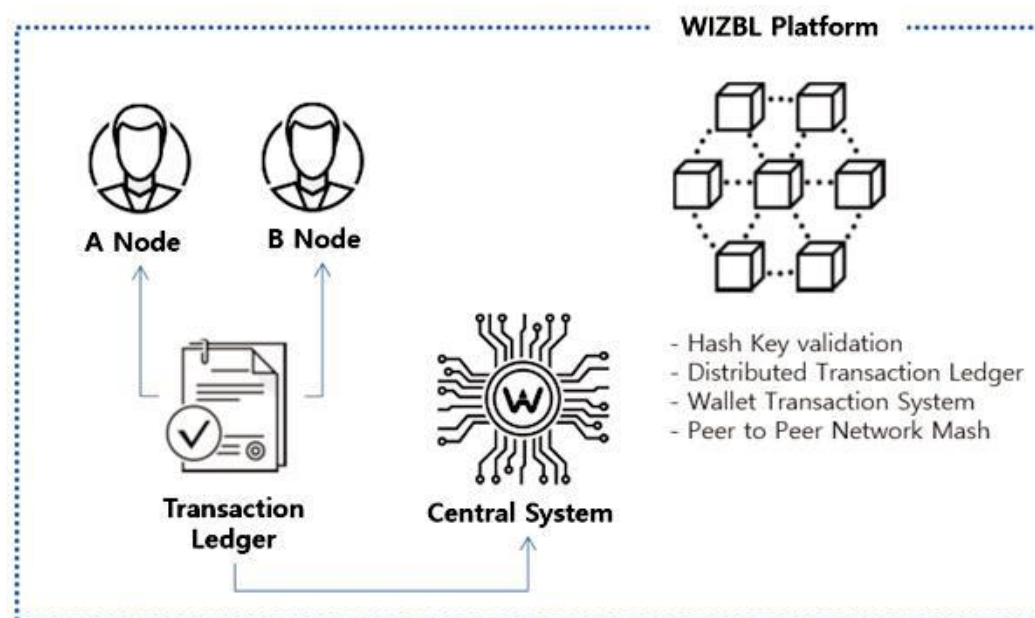 WIZBL Platform
A Node
B Node
- Hash Key validation
- Distributed Transaction Ledger
- Wallet Transaction System
- Peer to Peer Network Mash
W
Transaction
Ledger
Central System